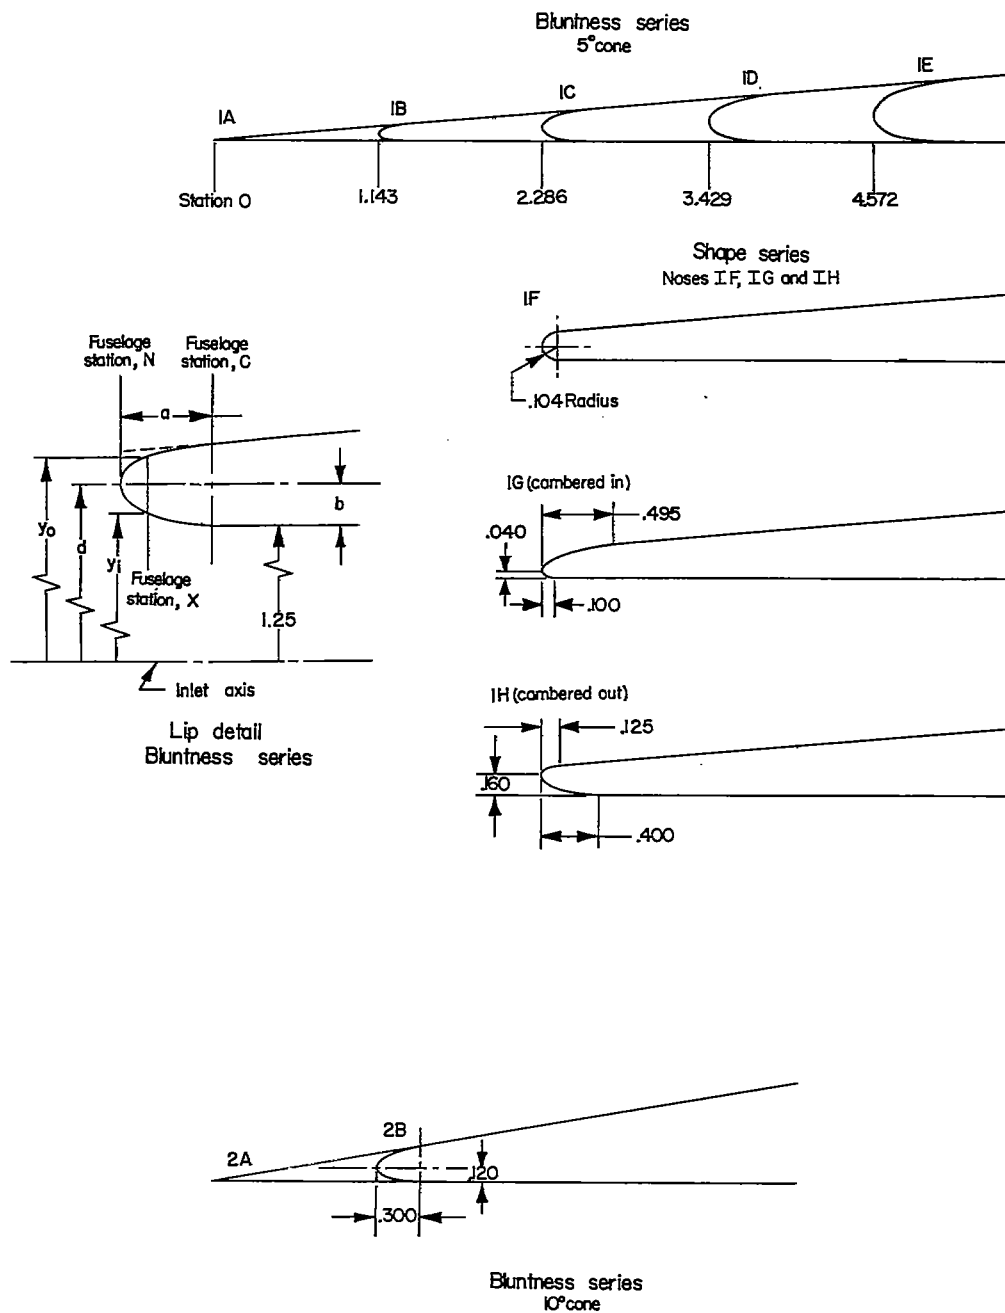 Bluntness series
5°cone
IA
IB
IC
ID
IE
Station O
1.143
2.286
3.429
4.572
Shape series
Noses IF, IG and IH
IF
.104 Radius
Fuselage
station, N
Fuselage
station, C
a
b
yo
d
yi
Fuselage
station, X
1.25
Inlet axis
Lip detail
Bluntness series
IG (cambered in)
.495
.040
.100
IH (cambered out)
.125
.160
.400
2A
2B
.120
.300
Bluntness series
10°cone